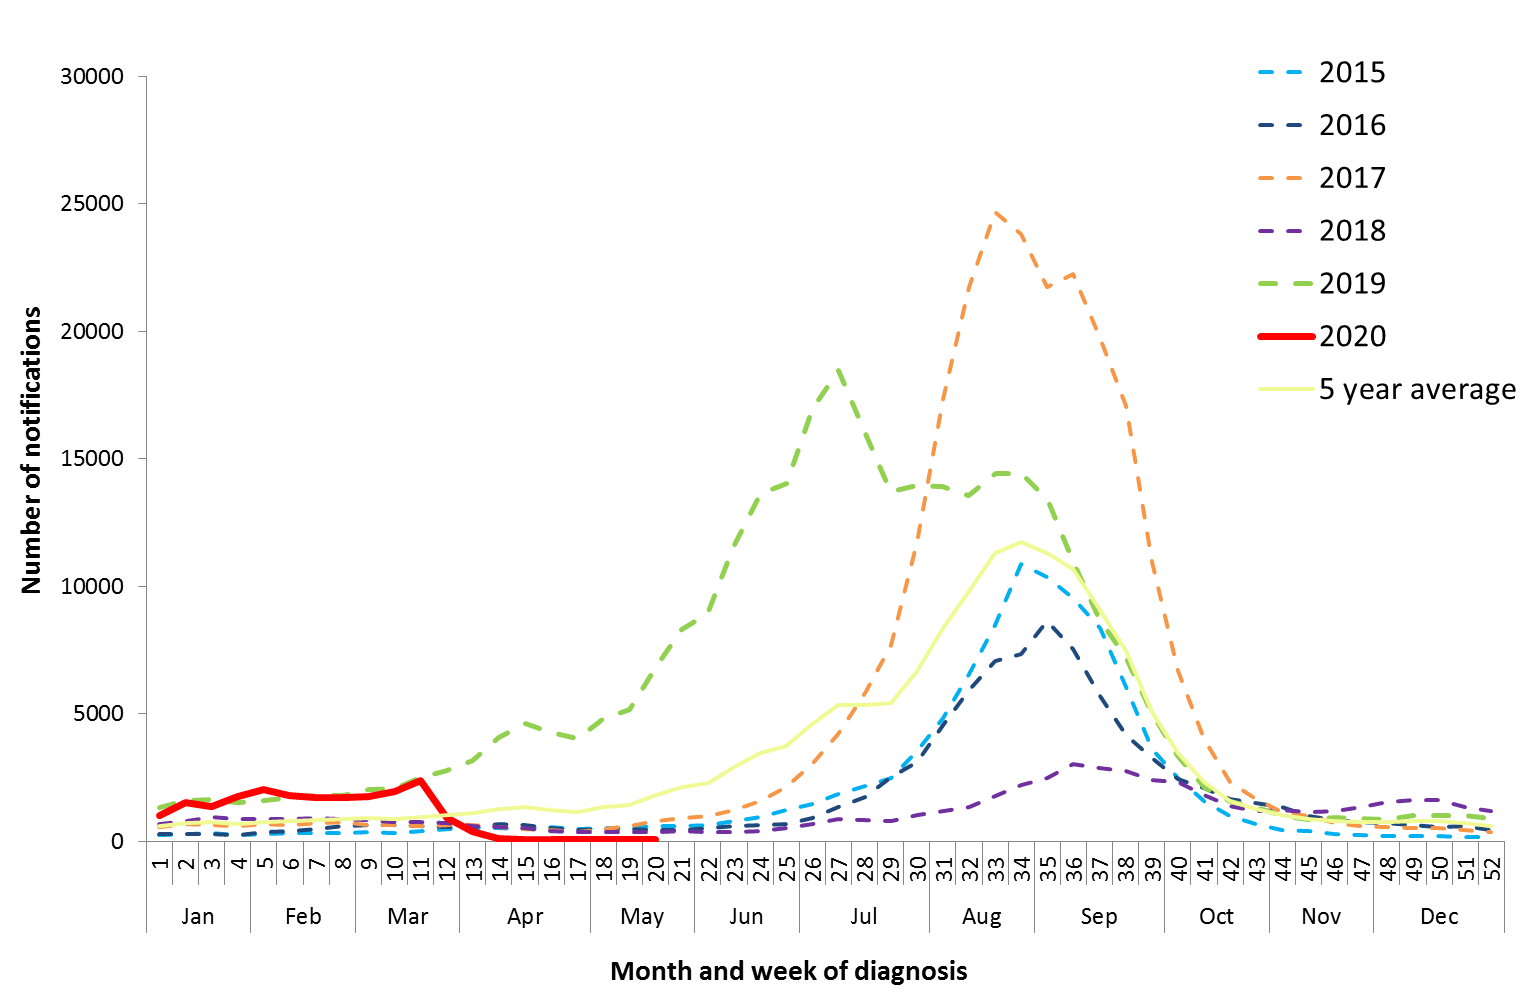 30000
25000
20000
15000
10000
5000
0
Number of notifications
2015
2016
2017
2018
2019
2020
5 year average
1 2 3 4 5 6 7 8 9 10 11 12 13 14 15 16 17 18 19 20 21 22 23 24 25 26 27 28 29 30 31 32 33 34 35 36 37 38 39 40 41 42 43 44 45 46 47 48 49 50 51 52
Jan Feb Mar Apr May Jun Jul Aug Sep Oct Nov Dec
Month and week of diagnosis